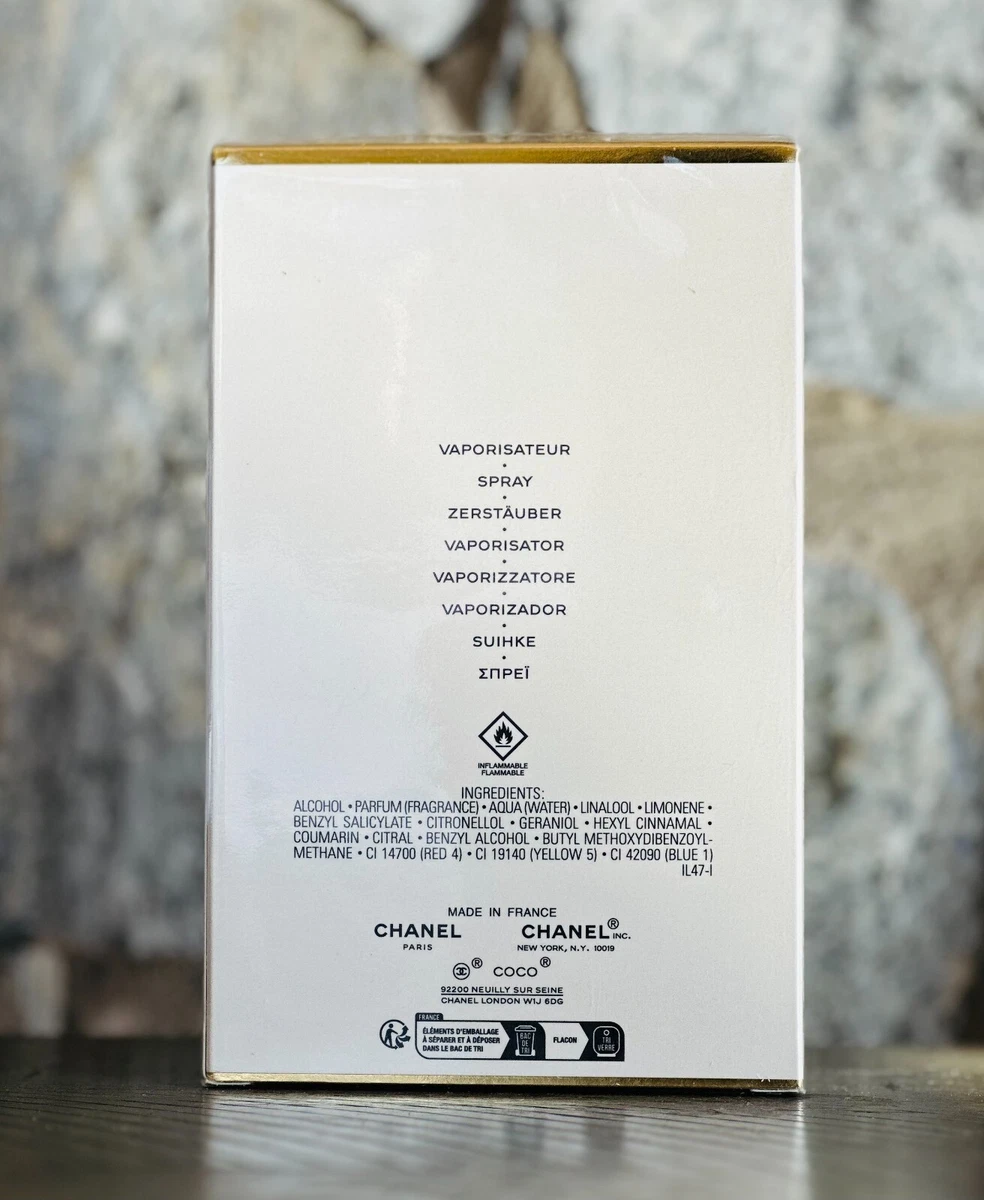 VAPORISATEUR
•
SPRAY
•
ZERSTÄUBER
•
VAPORISATOR
•
VAPORIZZATORE
•
VAPORIZADOR
•
SUIHKE
•
ΣΠΡΕΪ
INFLAMMABLE
FLAMMABLE
INGREDIENTS:
ALCOHOL • PARFUM (FRAGRANCE) • AQUA (WATER) • LINALOOL • LIMONENE •
BENZYL SALICYLATE • CITRONELLOL • GERANIOL • HEXYL CINNAMAL •
COUMARIN • CITRAL • BENZYL ALCOHOL • BUTYL METHOXYDIBENZOYL-
METHANE • CI 14700 (RED 4) • CI 19140 (YELLOW 5) • CI 42090 (BLUE 1)
IL47-I
MADE IN FRANCE
CHANEL CHANEL® INC.
PARIS NEW YORK, N.Y. 10019
® COCO®
92200 NEUILLY SUR SEINE
CHANEL LONDON W1J 6DG
FRANCE
ÉLÉMENTS D'EMBALLAGE
À SÉPARER ET À DÉPOSER
DANS LE BAC DE TRI
BAC
DE
TRI
FLACON
TRI
VERRE